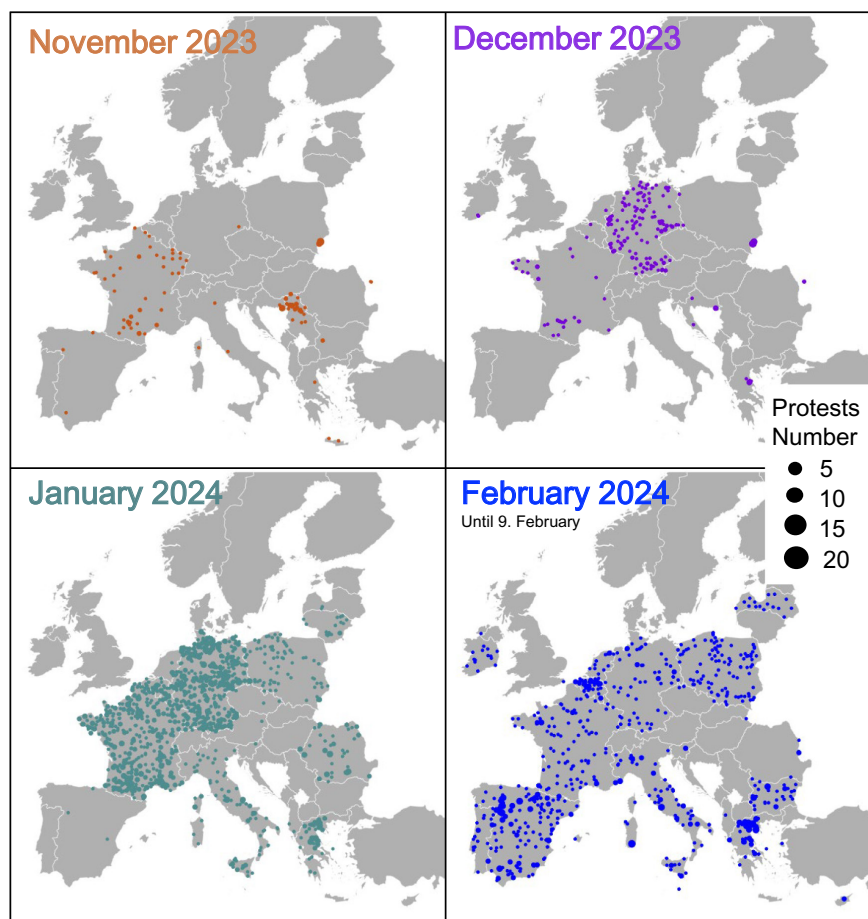 November 2023
December 2023
Protests
Number
5
10
15
20
January 2024
February 2024
Until 9. February